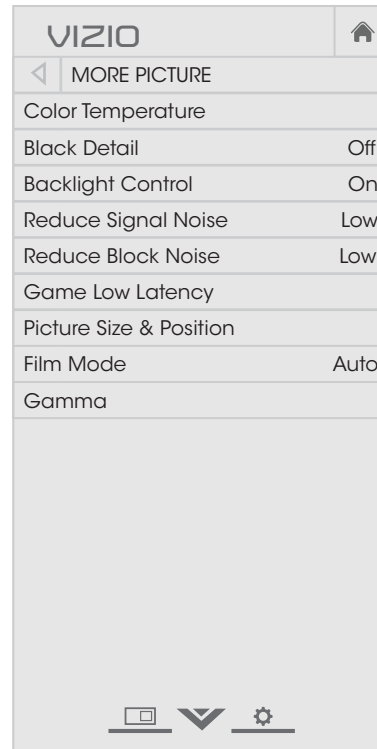 VIZIO
MORE PICTURE
Color Temperature
Black Detail Off
Backlight Control On
Reduce Signal Noise Low
Reduce Block Noise Low
Game Low Latency
Picture Size & Position
Film Mode Auto
Gamma